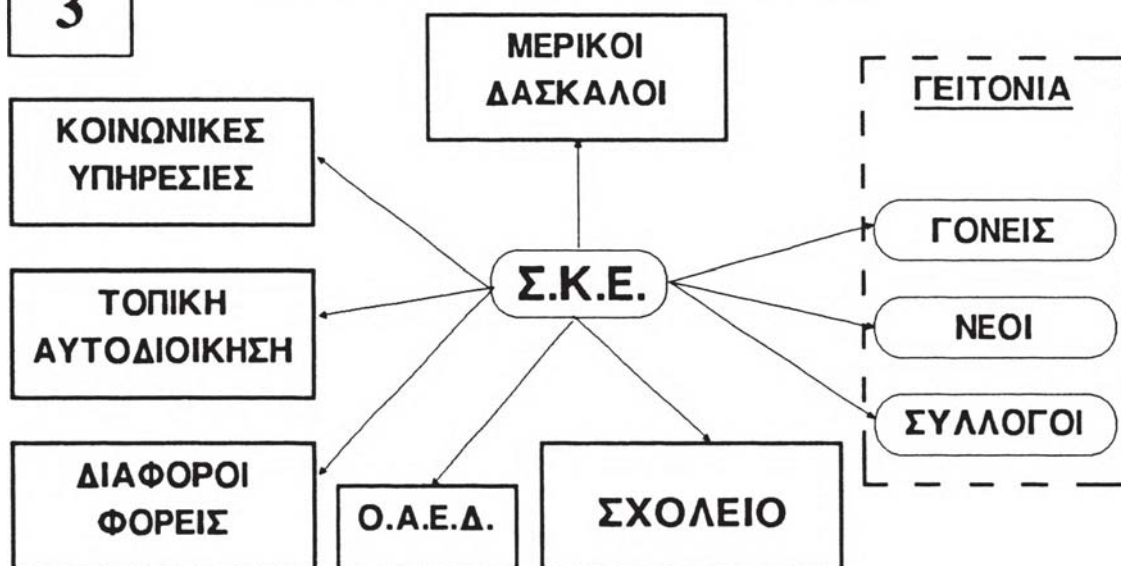 3
ΜΕΡΙΚΟΙ
ΔΑΣΚΑΛΟΙ
ΓΕΙΤΟΝΙΑ
ΚΟΙΝΩΝΙΚΕΣ
ΥΠΗΡΕΣΙΕΣ
ΓΟΝΕΙΣ
Σ.Κ.Ε.
ΤΟΠΙΚΗ
ΑΥΤΟΔΙΟΙΚΗΣΗ
ΝΕΟΙ
ΣΥΛΛΟΓΟΙ
ΔΙΑΦΟΡΟΙ
ΦΟΡΕΙΣ
Ο.Α.Ε.Δ.
ΣΧΟΛΕΙΟ